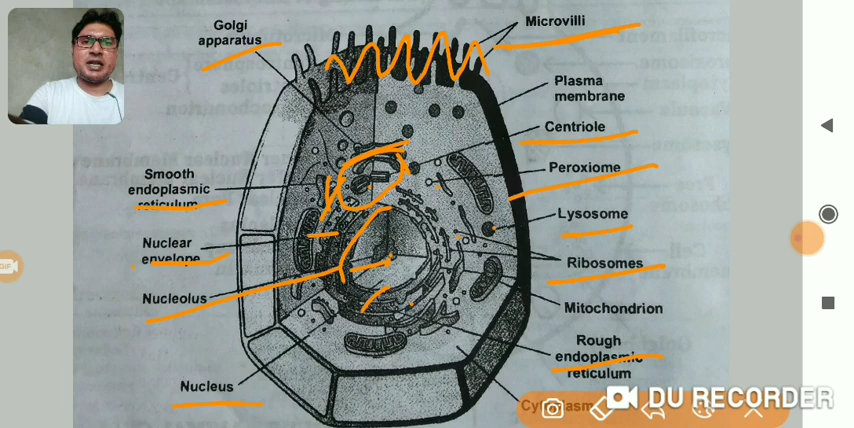 Golgi
apparatus
Microvilli
Plasma
membrane
Centriole
Smooth
endoplasmic
reticulum
Peroxiome
Lysosome
Nuclear
envelope
Ribosomes
Nucleolus
Mitochondrion
Rough
endoplasmic
reticulum
Nucleus
DU RECORDER